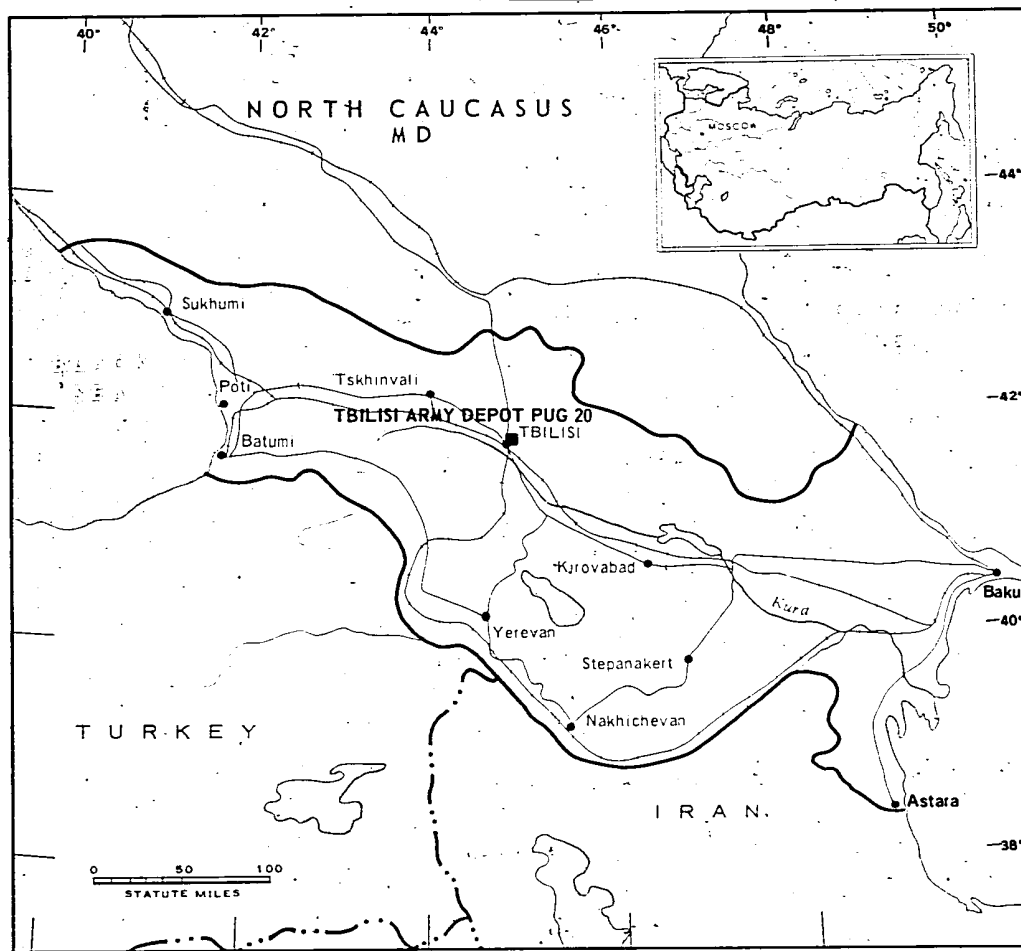 40°
42°
44°
46°
48°
50°
NORTH CAUCASUS
MD
MOSCOW
44°
Sukhumi
Poti
Tskhinvali
42°
TBILISI ARMY DEPOT PUG 20
TBILISI
Batumi
Kirovabad
Kura
Baku
40°
Yerevan
Stepanakert
Nakhichevan
TURKEY
IRAN
Astara
38°
0 50 100
STATUTE MILES